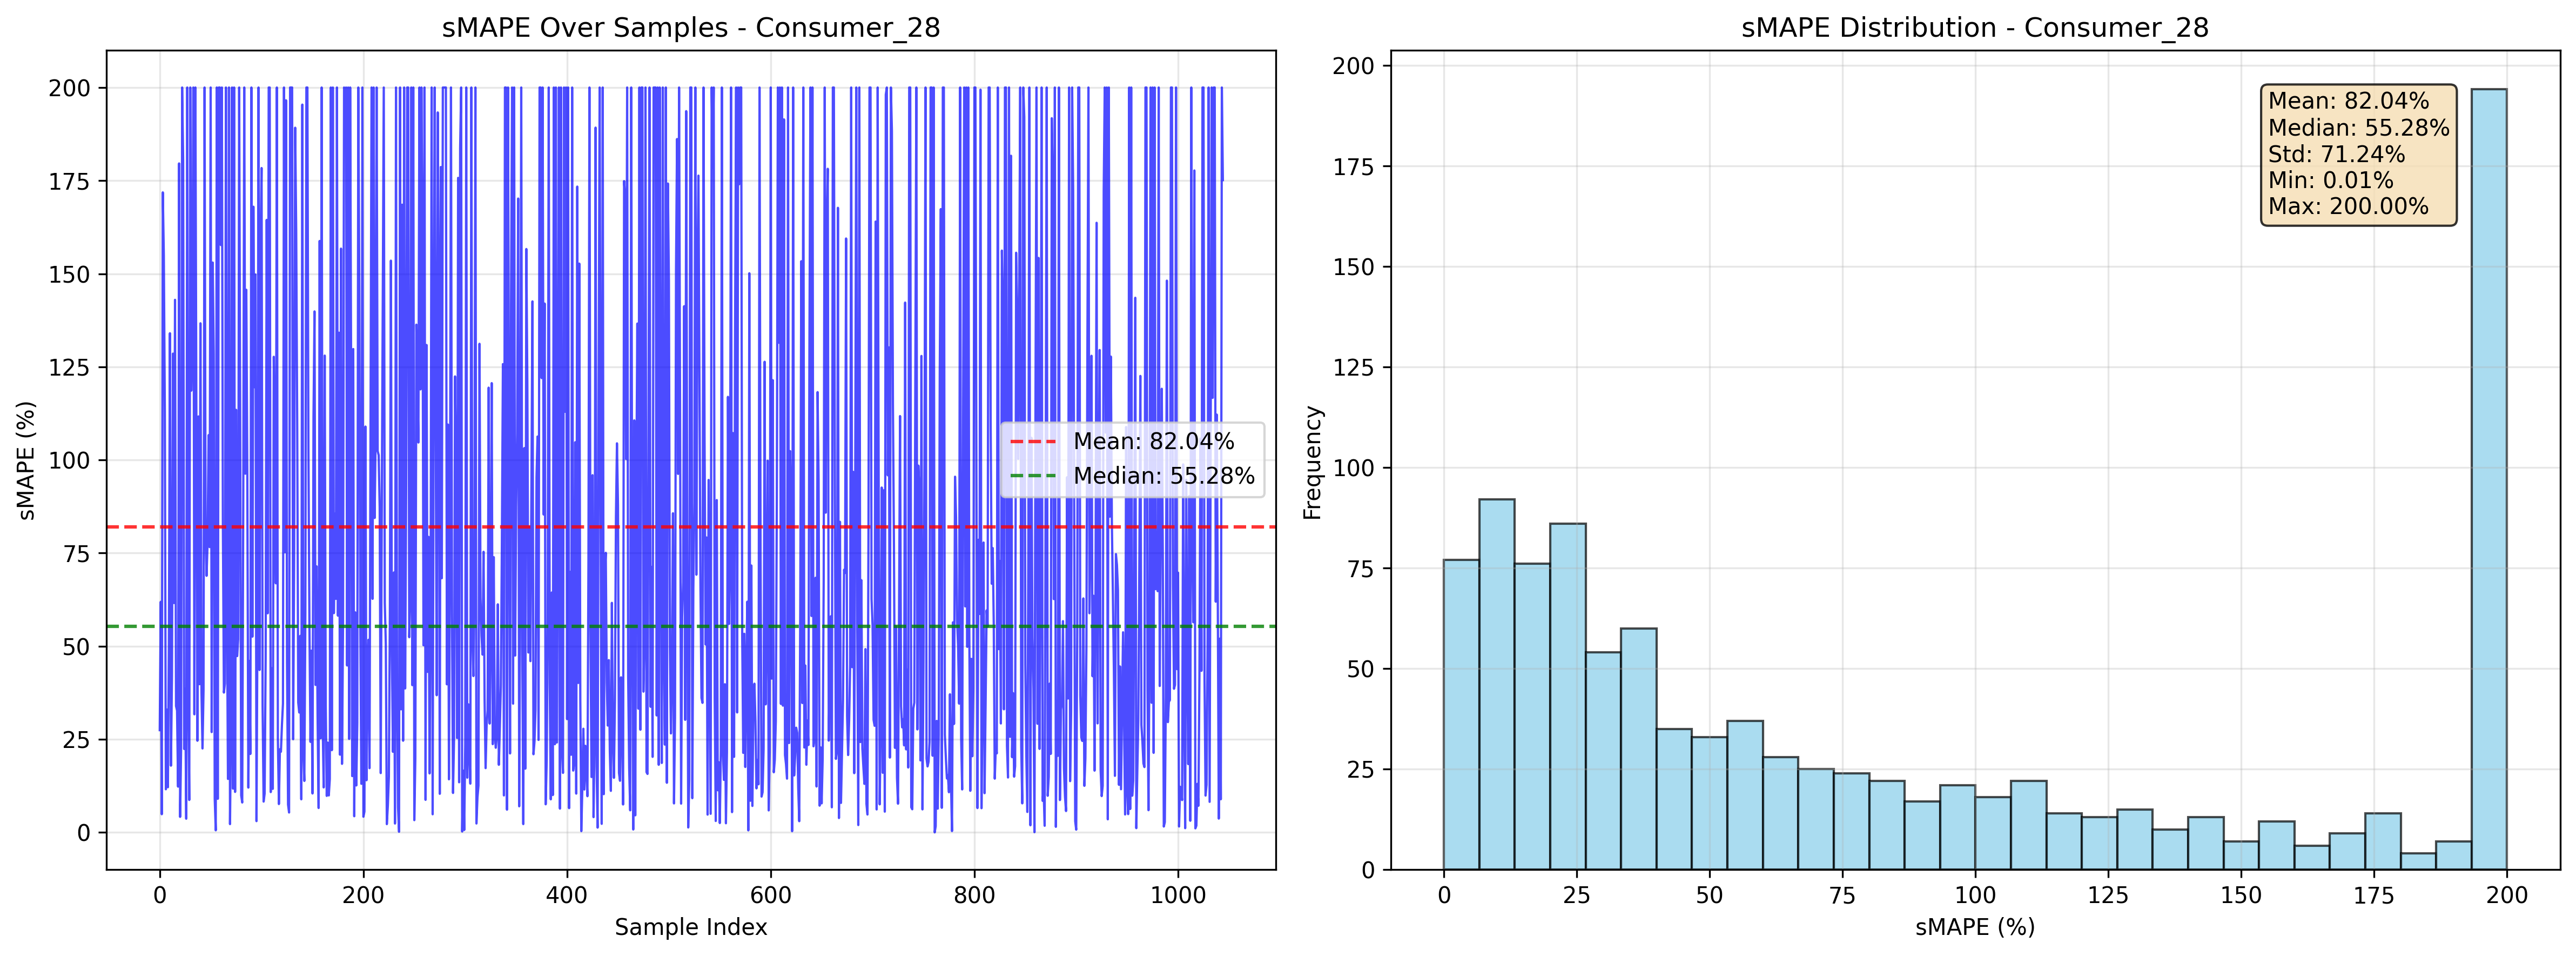 sMAPE Over Samples - Consumer_28
sMAPE (%)
200
175
150
125
100
75
50
25
0
Mean: 82.04%
Median: 55.28%
0
200
400
600
800
1000
Sample Index
sMAPE Distribution - Consumer_28
Frequency
200
175
150
125
100
75
50
25
0
Mean: 82.04%
Median: 55.28%
Std: 71.24%
Min: 0.01%
Max: 200.00%
0
25
50
75
100
125
150
175
200
sMAPE (%)